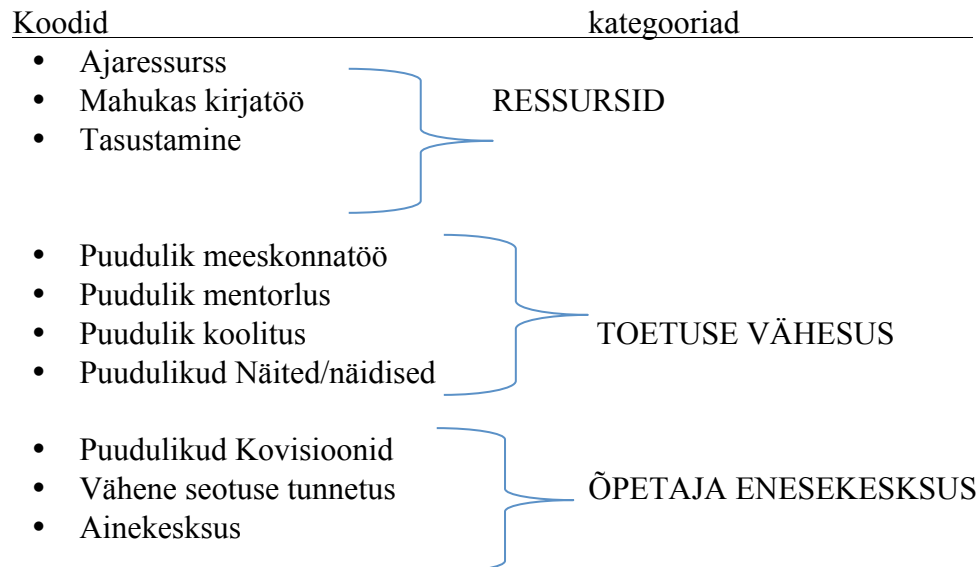 Koodid kategooriad
• Ajaressurss
• Mahukas kirjatöö RESSURSID
• Tasustamine
• Puudulik meeskonnatöö
• Puudulik mentorlus
• Puudulik koolitus TOETUSE VÄHESUS
• Puudulikud Näited/näidised
• Puudulikud Kovisioonid
• Vähene seotuse tunnetus ÕPETAJA ENESEKESKSUS
• Ainekesksus